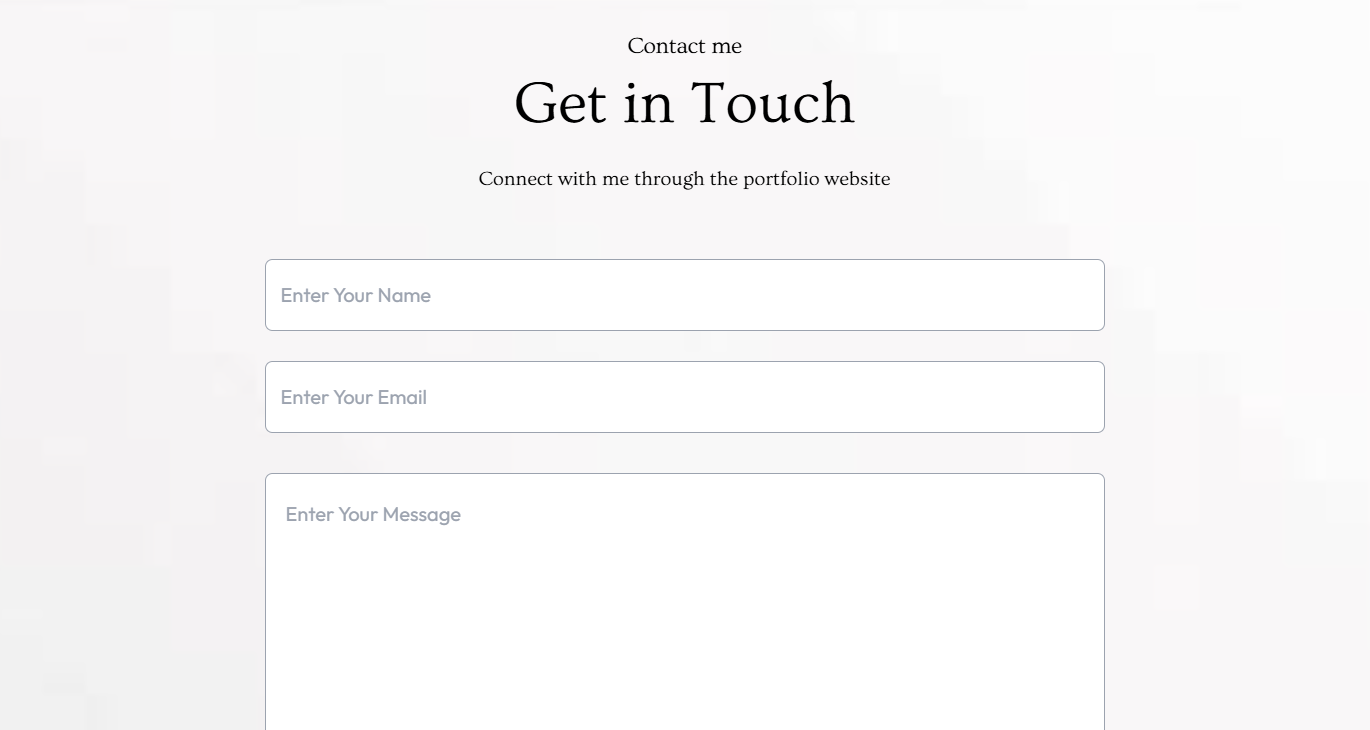 Contact me
Get in Touch
Connect with me through the portfolio website
Enter Your Name
Enter Your Email
Enter Your Message